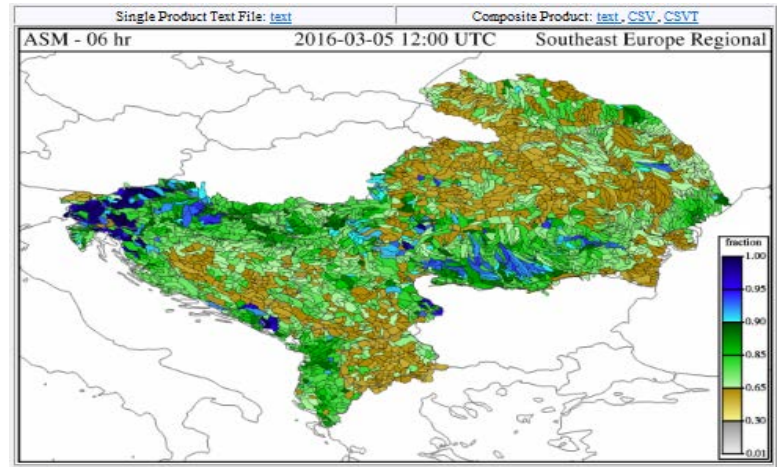 Single Product Text File: text
Composite Product: text , CSV , CSVT
ASM - 06 hr 2016-03-05 12:00 UTC Southeast Europe Regional
fraction
1.00
0.95
0.90
0.85
0.65
0.30
0.01